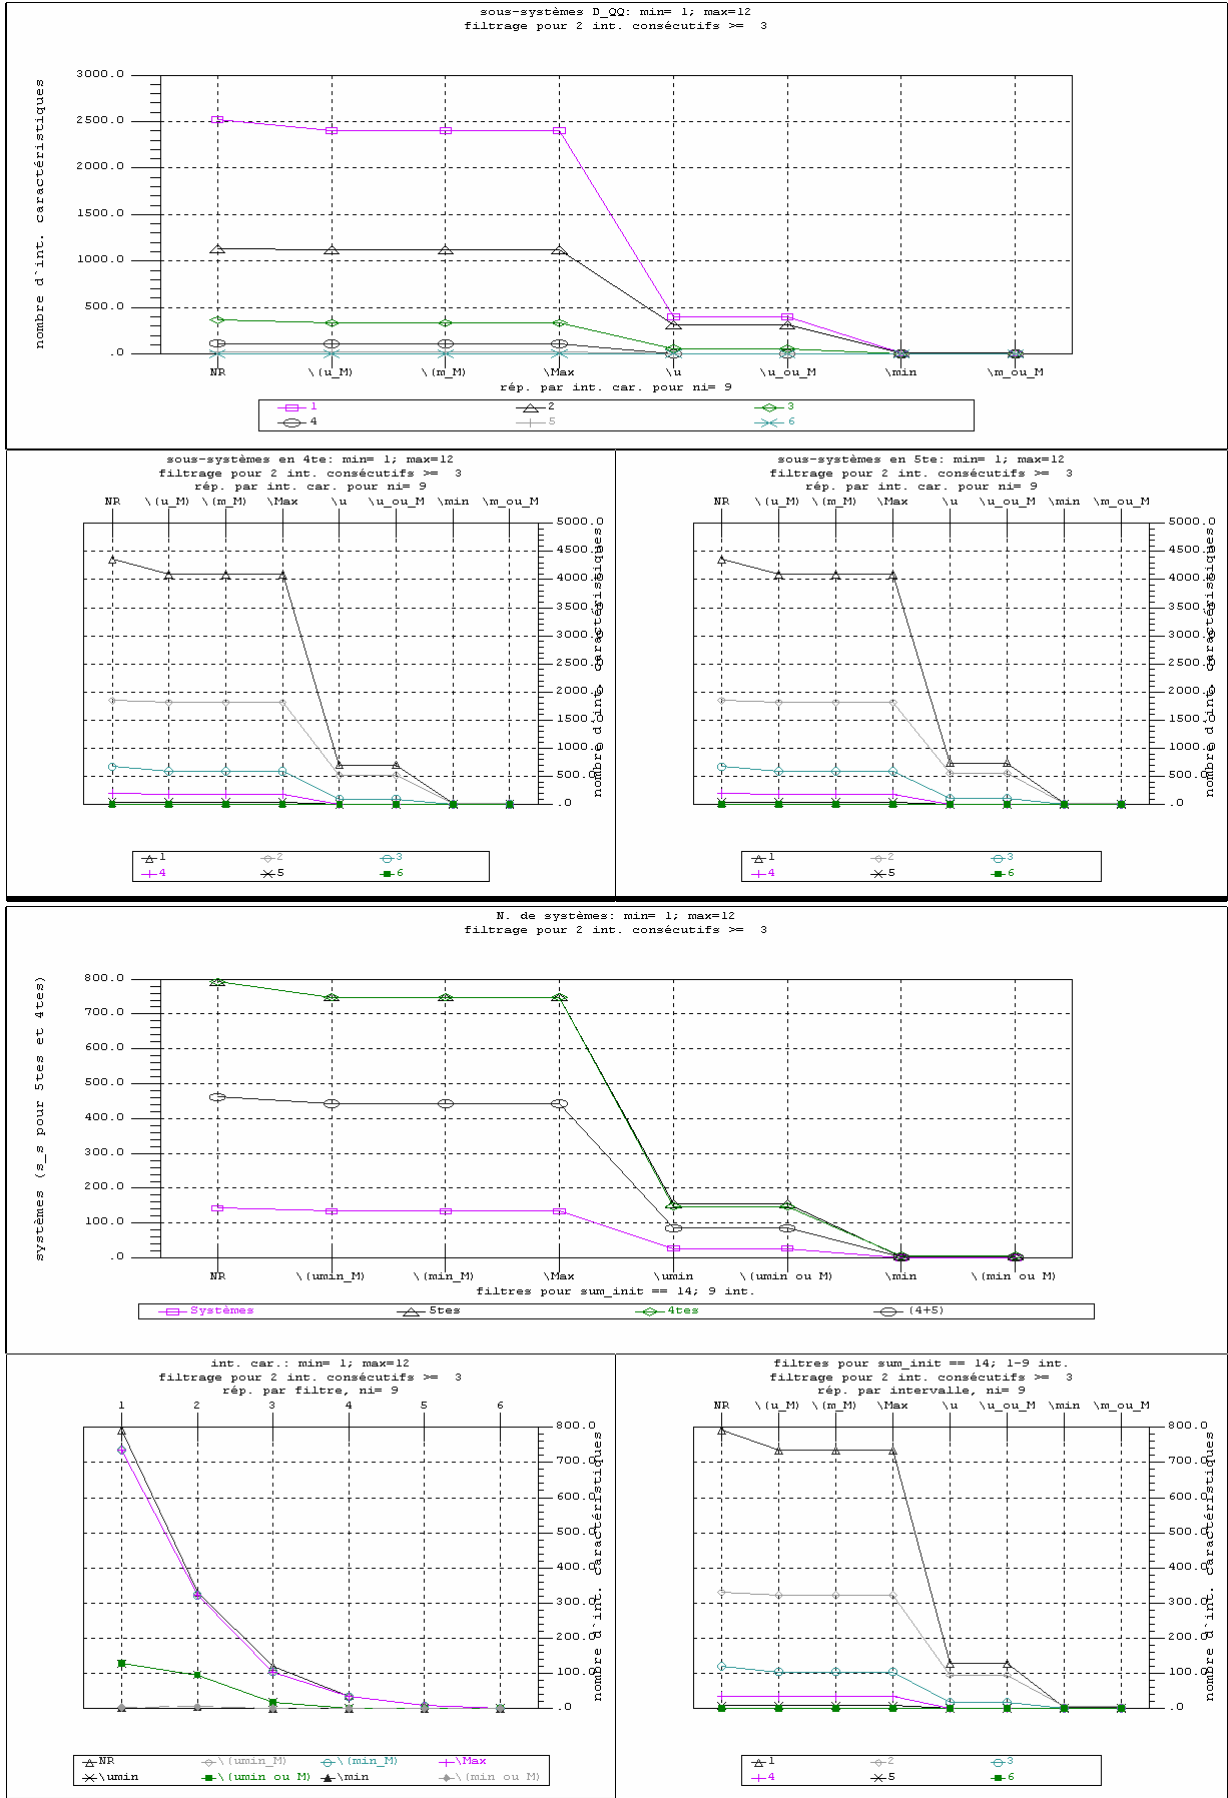 sous-systèmes D_QQ: min= 1; max=12
filtrage pour 2 int. consécutifs >=  3
nombre d`int. caractéristiques
3000.0
2500.0
2000.0
1500.0
1000.0
500.0
.0
NR \(u_M) \(m_M) \Max \u \u_ou_M \min \m_ou_M
rép. par int. car. pour ni= 9
1 2 3
4 5 6
sous-systèmes en 4te: min= 1; max=12
filtrage pour 2 int. consécutifs >=  3
rép. par int. car. pour ni= 9
NR \(u_M) \(m_M) \Max \u \u_ou_M \min \m_ou_M
5000.0
4500.0
4000.0
3500.0
3000.0
2500.0
2000.0
1500.0
1000.0
500.0
.0
nombre d`int. caractéristiques
1 2 3
4 5 6
sous-systèmes en 5te: min= 1; max=12
filtrage pour 2 int. consécutifs >=  3
rép. par int. car. pour ni= 9
NR \(u_M) \(m_M) \Max \u \u_ou_M \min \m_ou_M
5000.0
4500.0
4000.0
3500.0
3000.0
2500.0
2000.0
1500.0
1000.0
500.0
.0
nombre d`int. caractéristiques
1 2 3
4 5 6
N. de systèmes: min= 1; max=12
filtrage pour 2 int. consécutifs >=  3
systèmes (s_s pour 5tes et 4tes)
800.0
700.0
600.0
500.0
400.0
300.0
200.0
100.0
.0
NR \(umin_M) \(min_M) \Max \umin \(umin ou M) \min \(min ou M)
filtres pour sum_init == 14; 9 int.
Systèmes 5tes 4tes (4+5)
int. car.: min= 1; max=12
filtrage pour 2 int. consécutifs >=  3
rép. par filtre, ni= 9
1 2 3 4 5 6
800.0
700.0
600.0
500.0
400.0
300.0
200.0
100.0
.0
nombre d`int. caractéristiques
NR \(umin_M) \(min_M) \Max
\umin \(umin ou M) \min \(min ou M)
filtres pour sum_init == 14; 1-9 int.
filtrage pour 2 int. consécutifs >=  3
rép. par intervalle, ni= 9
NR \(u_M) \(m_M) \Max \u \u_ou_M \min \m_ou_M
800.0
700.0
600.0
500.0
400.0
300.0
200.0
100.0
.0
nombre d`int. caractéristiques
1 2 3
4 5 6